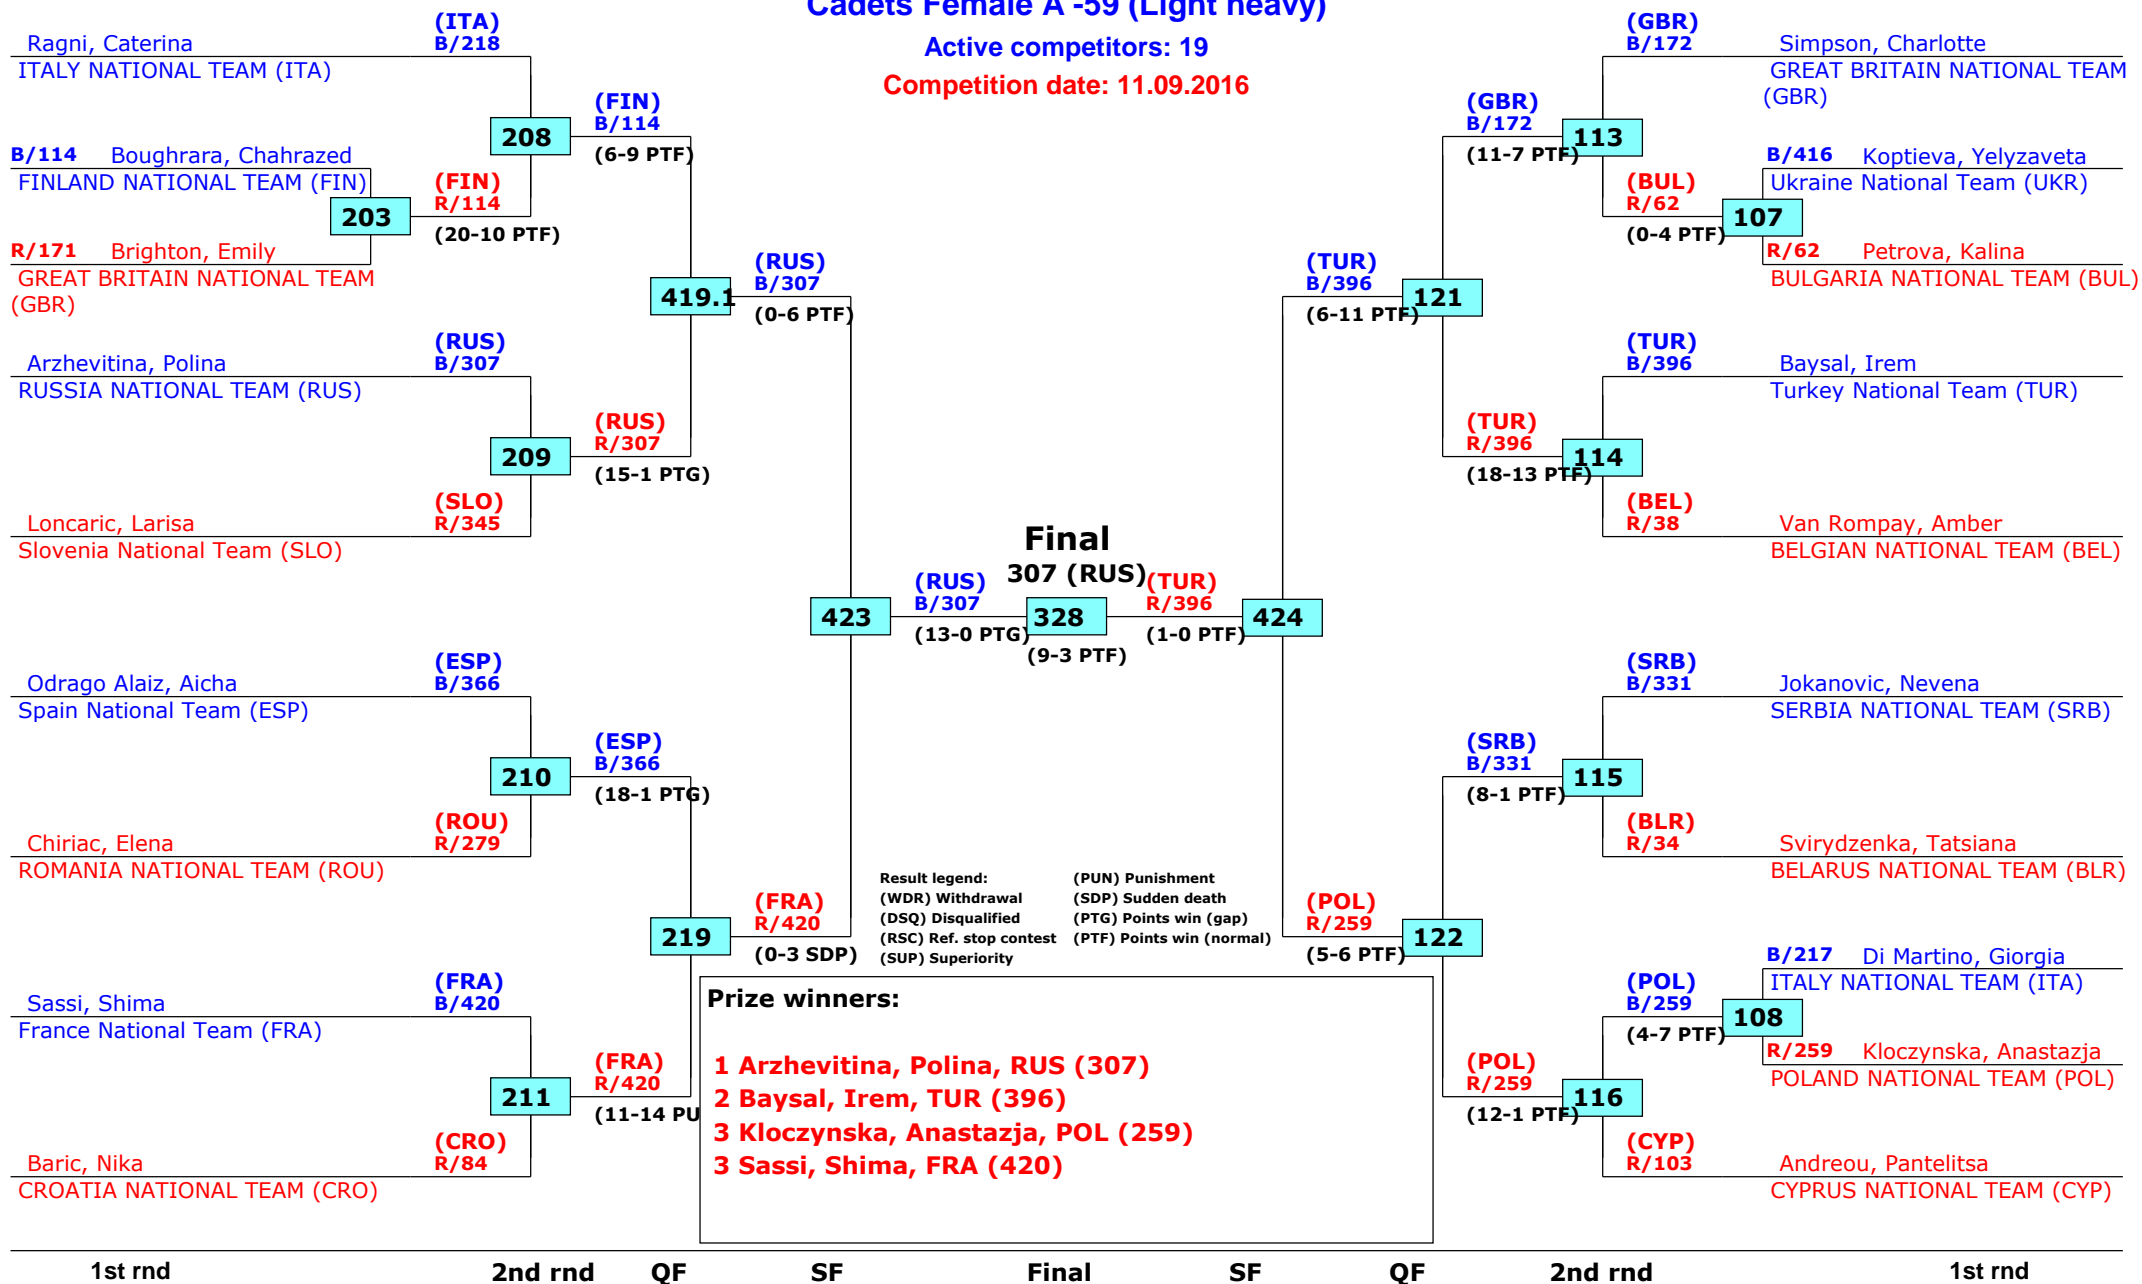 Cadets Female A -59 (Light heavy)
Active competitors: 19
Competition date: 11.09.2016
Ragni, Caterina
ITALY NATIONAL TEAM (ITA)
(ITA)
B/218
B/114 Boughrara, Chahrazed
FINLAND NATIONAL TEAM (FIN)
203
R/171 Brighton, Emily
GREAT BRITAIN NATIONAL TEAM
(GBR)
(FIN)
R/114
(20-10 PTF)
208
(FIN)
B/114
(6-9 PTF)
Arzhevitina, Polina
RUSSIA NATIONAL TEAM (RUS)
(RUS)
B/307
209
Loncaric, Larisa
Slovenia National Team (SLO)
(SLO)
R/345
(RUS)
R/307
(15-1 PTG)
419.1
(RUS)
B/307
(0-6 PTF)
Odrago Alaiz, Aicha
Spain National Team (ESP)
(ESP)
B/366
210
Chiriac, Elena
ROMANIA NATIONAL TEAM (ROU)
(ROU)
R/279
(ESP)
B/366
(18-1 PTG)
Sassi, Shima
France National Team (FRA)
(FRA)
B/420
211
Baric, Nika
CROATIA NATIONAL TEAM (CRO)
(CRO)
R/84
(FRA)
R/420
(11-14 PU
219
(FRA)
R/420
(0-3 SDP)
423
(RUS)
B/307
(13-0 PTG)
Final
307 (RUS)
328
(9-3 PTF)
(TUR)
R/396
(1-0 PTF)
424
(TUR)
B/396
(6-11 PTF)
121
(GBR)
B/172
(11-7 PTF)
113
(GBR)
B/172
Simpson, Charlotte
GREAT BRITAIN NATIONAL TEAM
(GBR)
B/416 Koptieva, Yelyzaveta
Ukraine National Team (UKR)
(BUL)
R/62
(0-4 PTF)
107
R/62 Petrova, Kalina
BULGARIA NATIONAL TEAM (BUL)
(TUR)
B/396
Baysal, Irem
Turkey National Team (TUR)
(TUR)
R/396
(18-13 PTF)
114
(BEL)
R/38
Van Rompay, Amber
BELGIAN NATIONAL TEAM (BEL)
(SRB)
B/331
Jokanovic, Nevena
SERBIA NATIONAL TEAM (SRB)
(SRB)
B/331
(8-1 PTF)
115
(BLR)
R/34
Svirydzenka, Tatsiana
BELARUS NATIONAL TEAM (BLR)
(POL)
R/259
(5-6 PTF)
122
B/217 Di Martino, Giorgia
ITALY NATIONAL TEAM (ITA)
(POL)
B/259
(4-7 PTF)
108
R/259 Kloczynska, Anastazja
POLAND NATIONAL TEAM (POL)
(POL)
R/259
(12-1 PTF)
116
(CYP)
R/103
Andreou, Pantelitsa
CYPRUS NATIONAL TEAM (CYP)
Result legend:
(WDR) Withdrawal
(DSQ) Disqualified
(RSC) Ref. stop contest
(SUP) Superiority
(PUN) Punishment
(SDP) Sudden death
(PTG) Points win (gap)
(PTF) Points win (normal)
Prize winners:
1 Arzhevitina, Polina, RUS (307)
2 Baysal, Irem, TUR (396)
3 Kloczynska, Anastazja, POL (259)
3 Sassi, Shima, FRA (420)
1st rnd 2nd rnd QF SF Final SF QF 2nd rnd 1st rnd